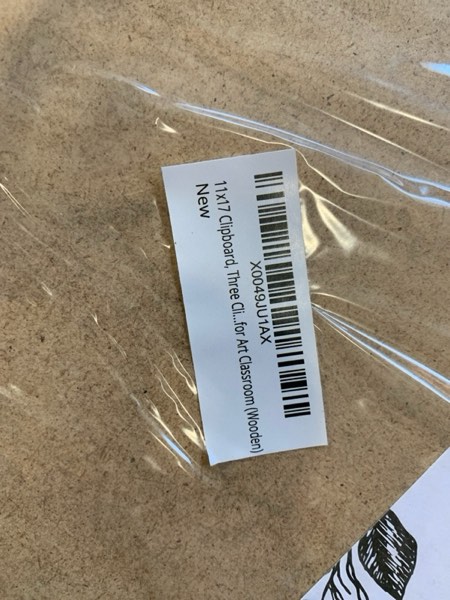 X0049JU1AX
11x17 Clipboard, Three Cli...for Art Classroom (Wooden)
New